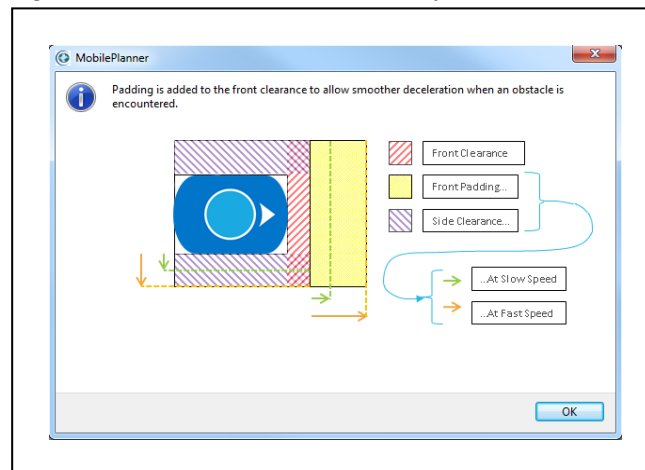 MobilePlanner
Padding is added to the front clearance to allow smoother deceleration when an obstacle is
encountered.
Front Clearance
Front Padding...
Side Clearance...
...At Slow Speed
...At Fast Speed
OK